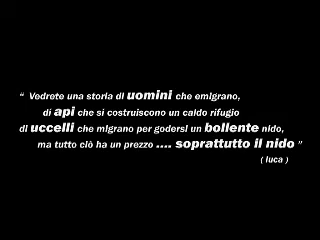 “ Vedrete una storia di uomini che emigrano,
di api che si costruiscono un caldo rifugio
di uccelli che migrano per godersi un bollente nido,
ma tutto ciò ha un prezzo .... soprattutto il nido ”
( luca )